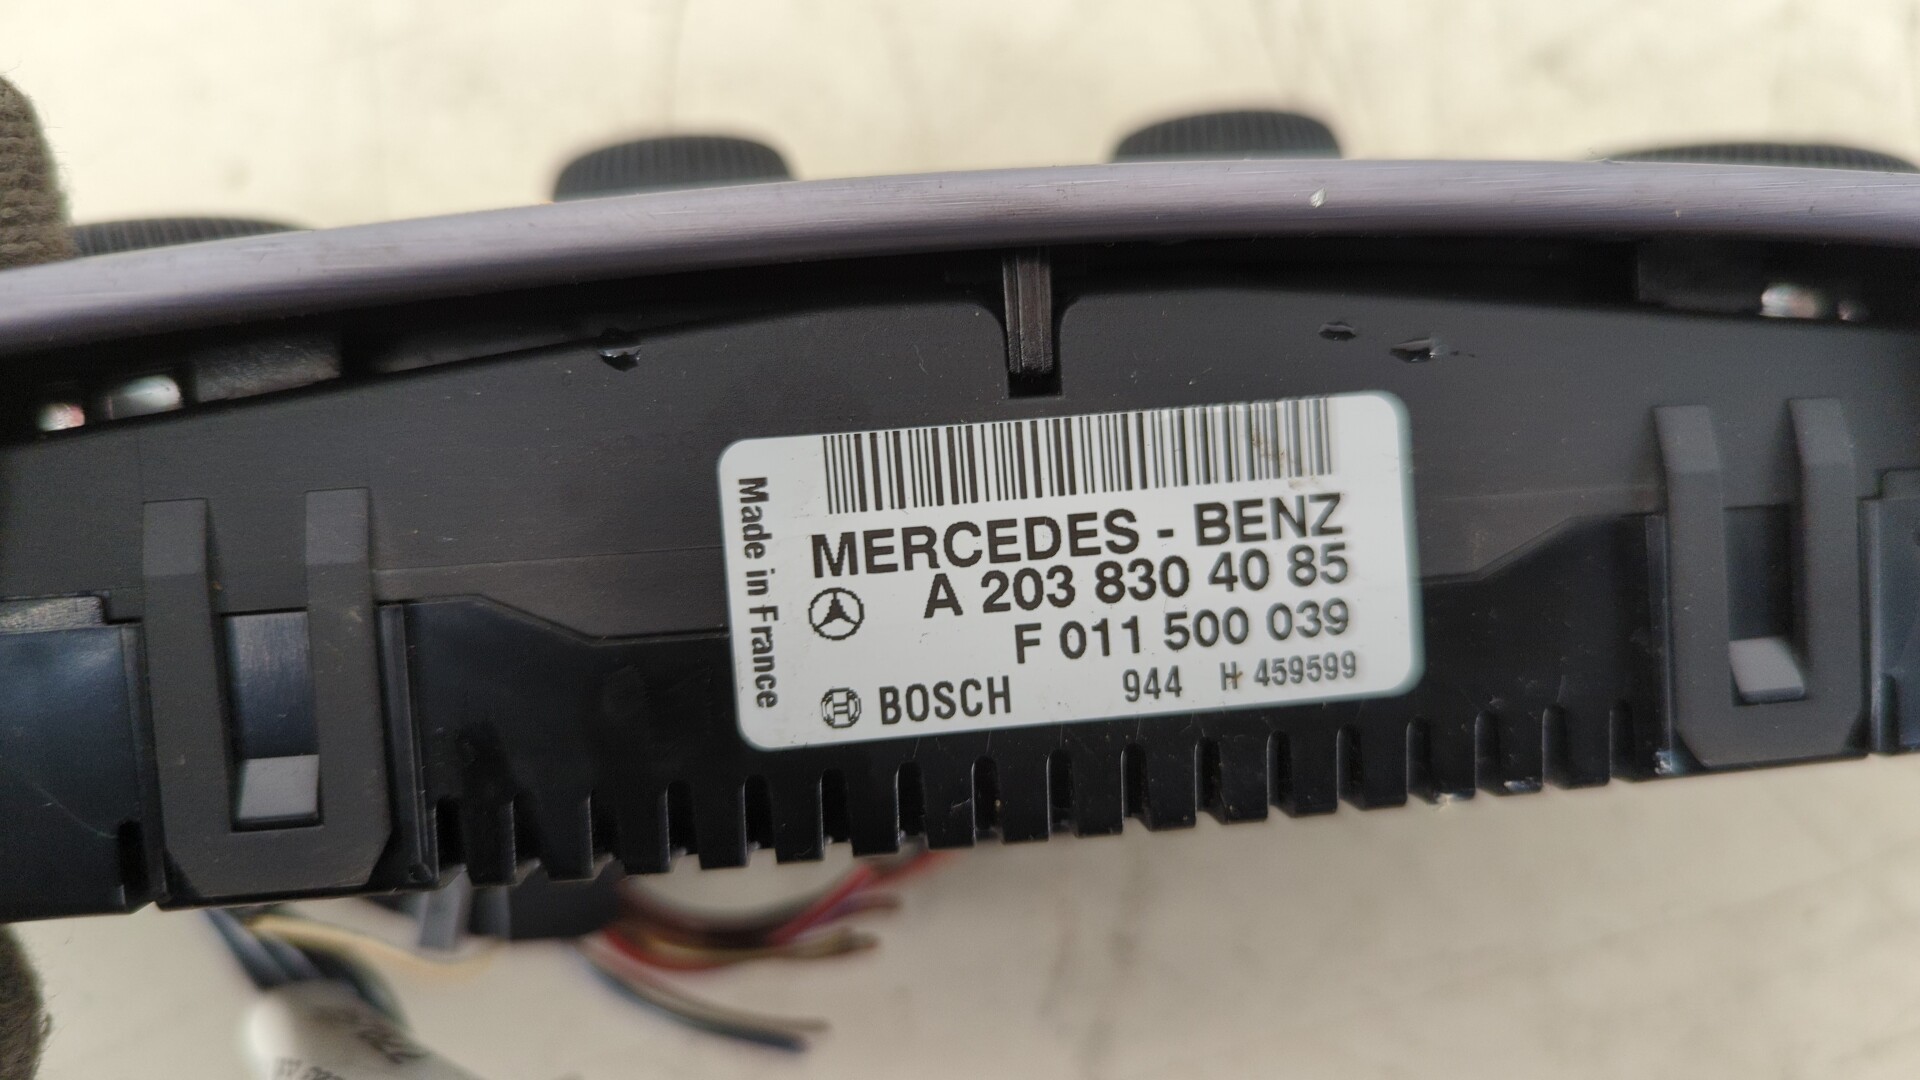 Made in France
MERCEDES - BENZ
A 203 830 40 85
F 011 500 039
BOSCH 944 H 459599